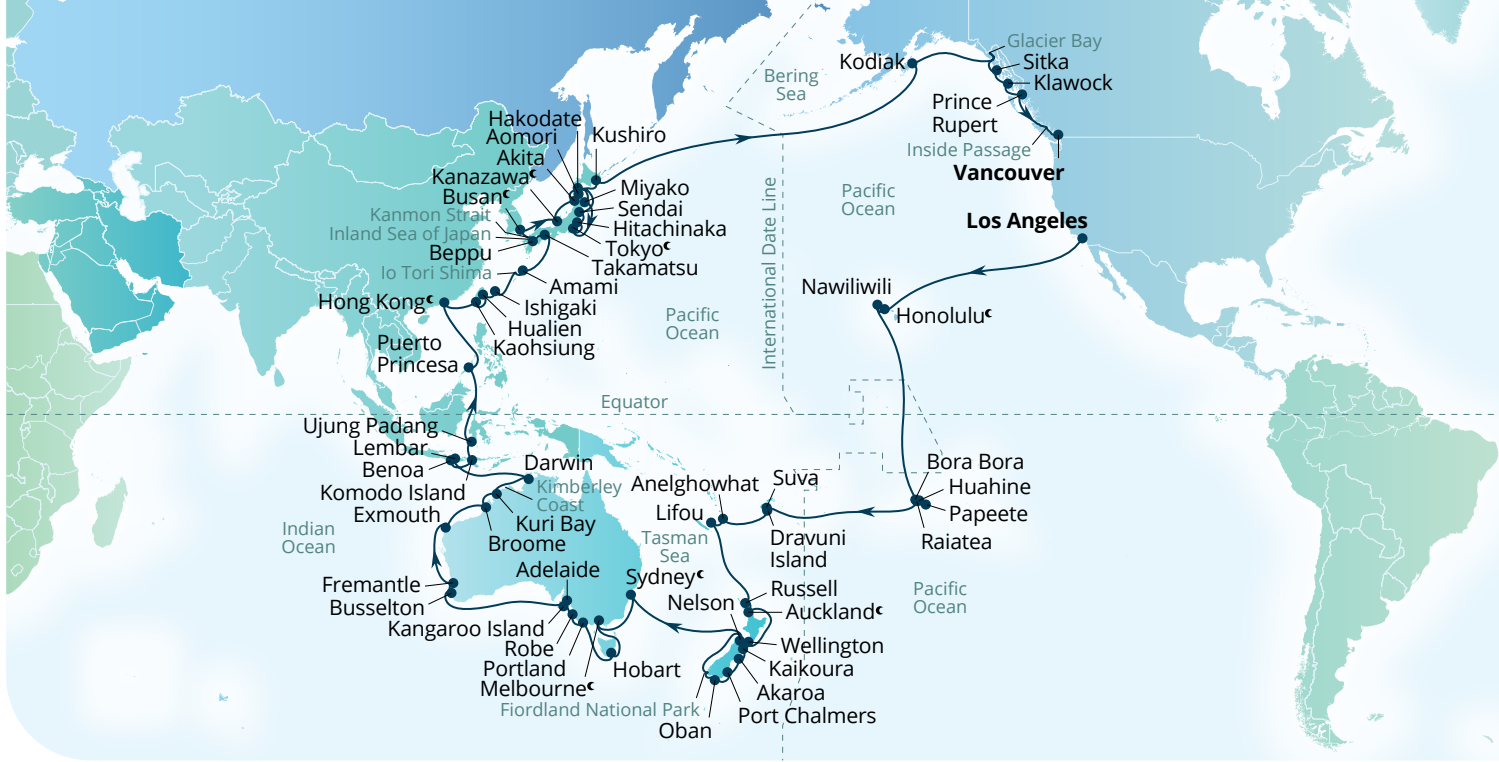 Glacier Bay
Kodiak
Sitka
Klawock
Bering
Sea
Prince
Rupert
Inside Passage
Vancouver
Hakodate
Aomori
Akita
Kanazawa
Busan
Kushiro
Kanmon Strait
Inland Sea of Japan
Beppu
Io Tori Shima
Miyako
Sendai
Hitachinaka
Tokyo
Takamatsu
Amami
Ishigaki
Hualien
Kaohsiung
Hong Kong
Puerto
Princesa
Pacific
Ocean
International Date Line
Pacific
Ocean
Los Angeles
Nawiliwili
Honolulu
Equator
Ujung Padang
Lembar
Benoa
Komodo Island
Exmouth
Darwin
Kimberley
Coast
Kuri Bay
Broome
Indian
Ocean
Fremantle
Busselton
Adelaide
Kangaroo Island
Robe
Portland
Melbourne
Hobart
Sydney
Tasman
Sea
Anelghowhat
Lifou
Suva
Dravuni
Island
Bora Bora
Huahine
Papeete
Raiatea
Pacific
Ocean
Russell
Auckland
Nelson
Wellington
Kaikoura
Akaroa
Port Chalmers
Fiordland National Park
Oban